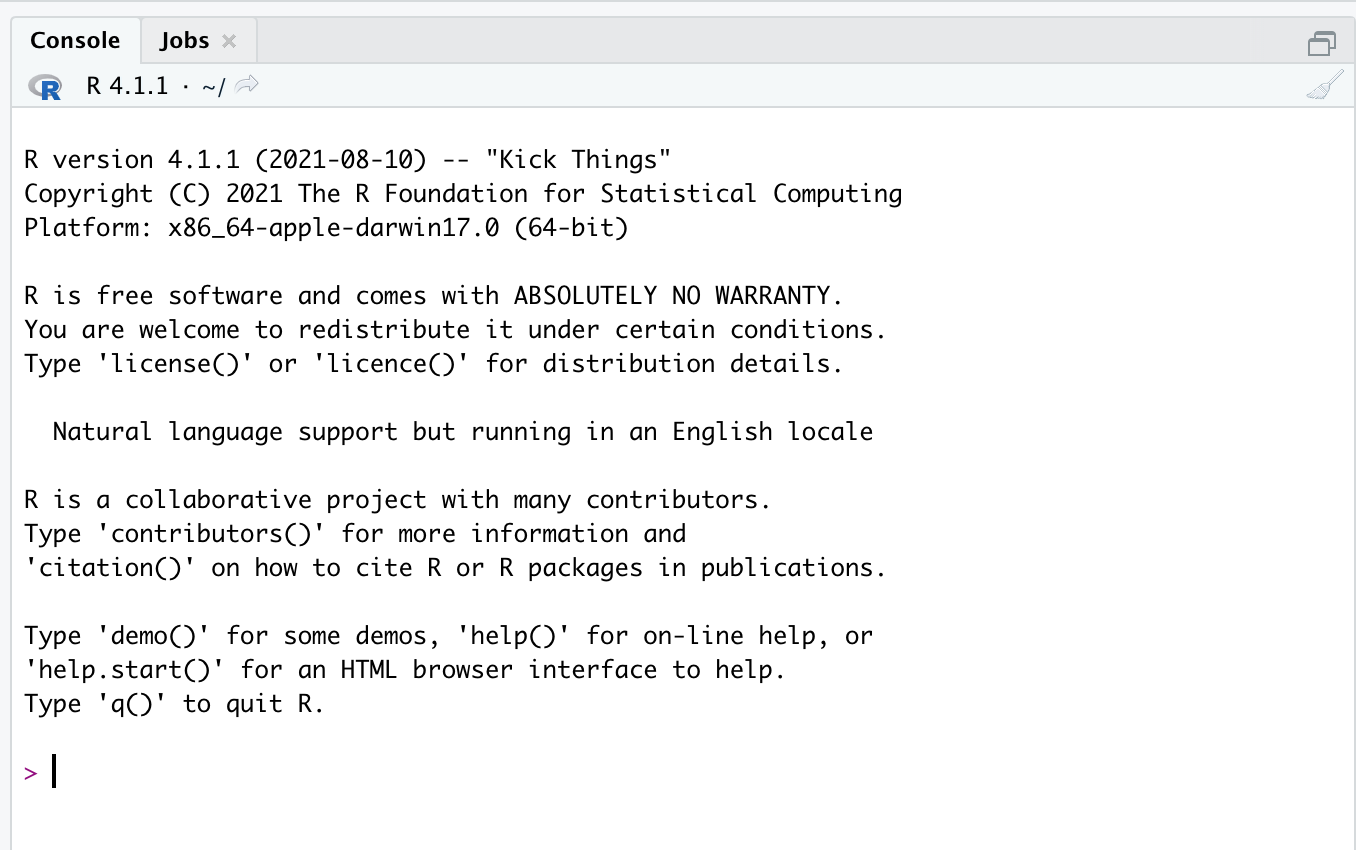 Console Jobs
R R 4.1.1 · ~/
R version 4.1.1 (2021-08-10) -- "Kick Things"
Copyright (C) 2021 The R Foundation for Statistical Computing
Platform: x86_64-apple-darwin17.0 (64-bit)
R is free software and comes with ABSOLUTELY NO WARRANTY.
You are welcome to redistribute it under certain conditions.
Type 'license()' or 'licence()' for distribution details.
Natural language support but running in an English locale
R is a collaborative project with many contributors.
Type 'contributors()' for more information and
'citation()' on how to cite R or R packages in publications.
Type 'demo()' for some demos, 'help()' for on-line help, or
'help.start()' for an HTML browser interface to help.
Type 'q()' to quit R.
>